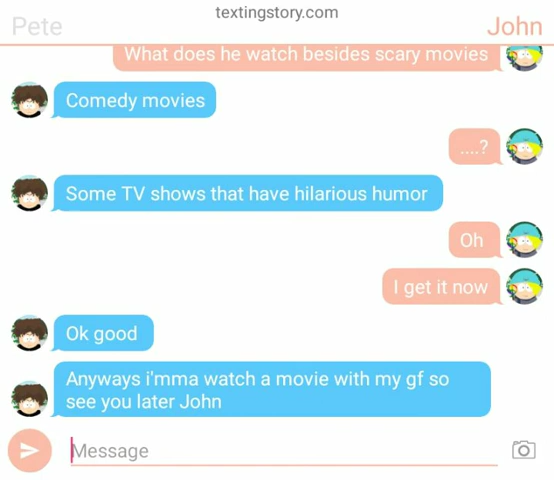 textingstory.com
Pete
John
What does he watch besides scary movies
Comedy movies
....?
Some TV shows that have hilarious humor
Oh
I get it now
Ok good
Anyways i'mma watch a movie with my gf so
see you later John
Message